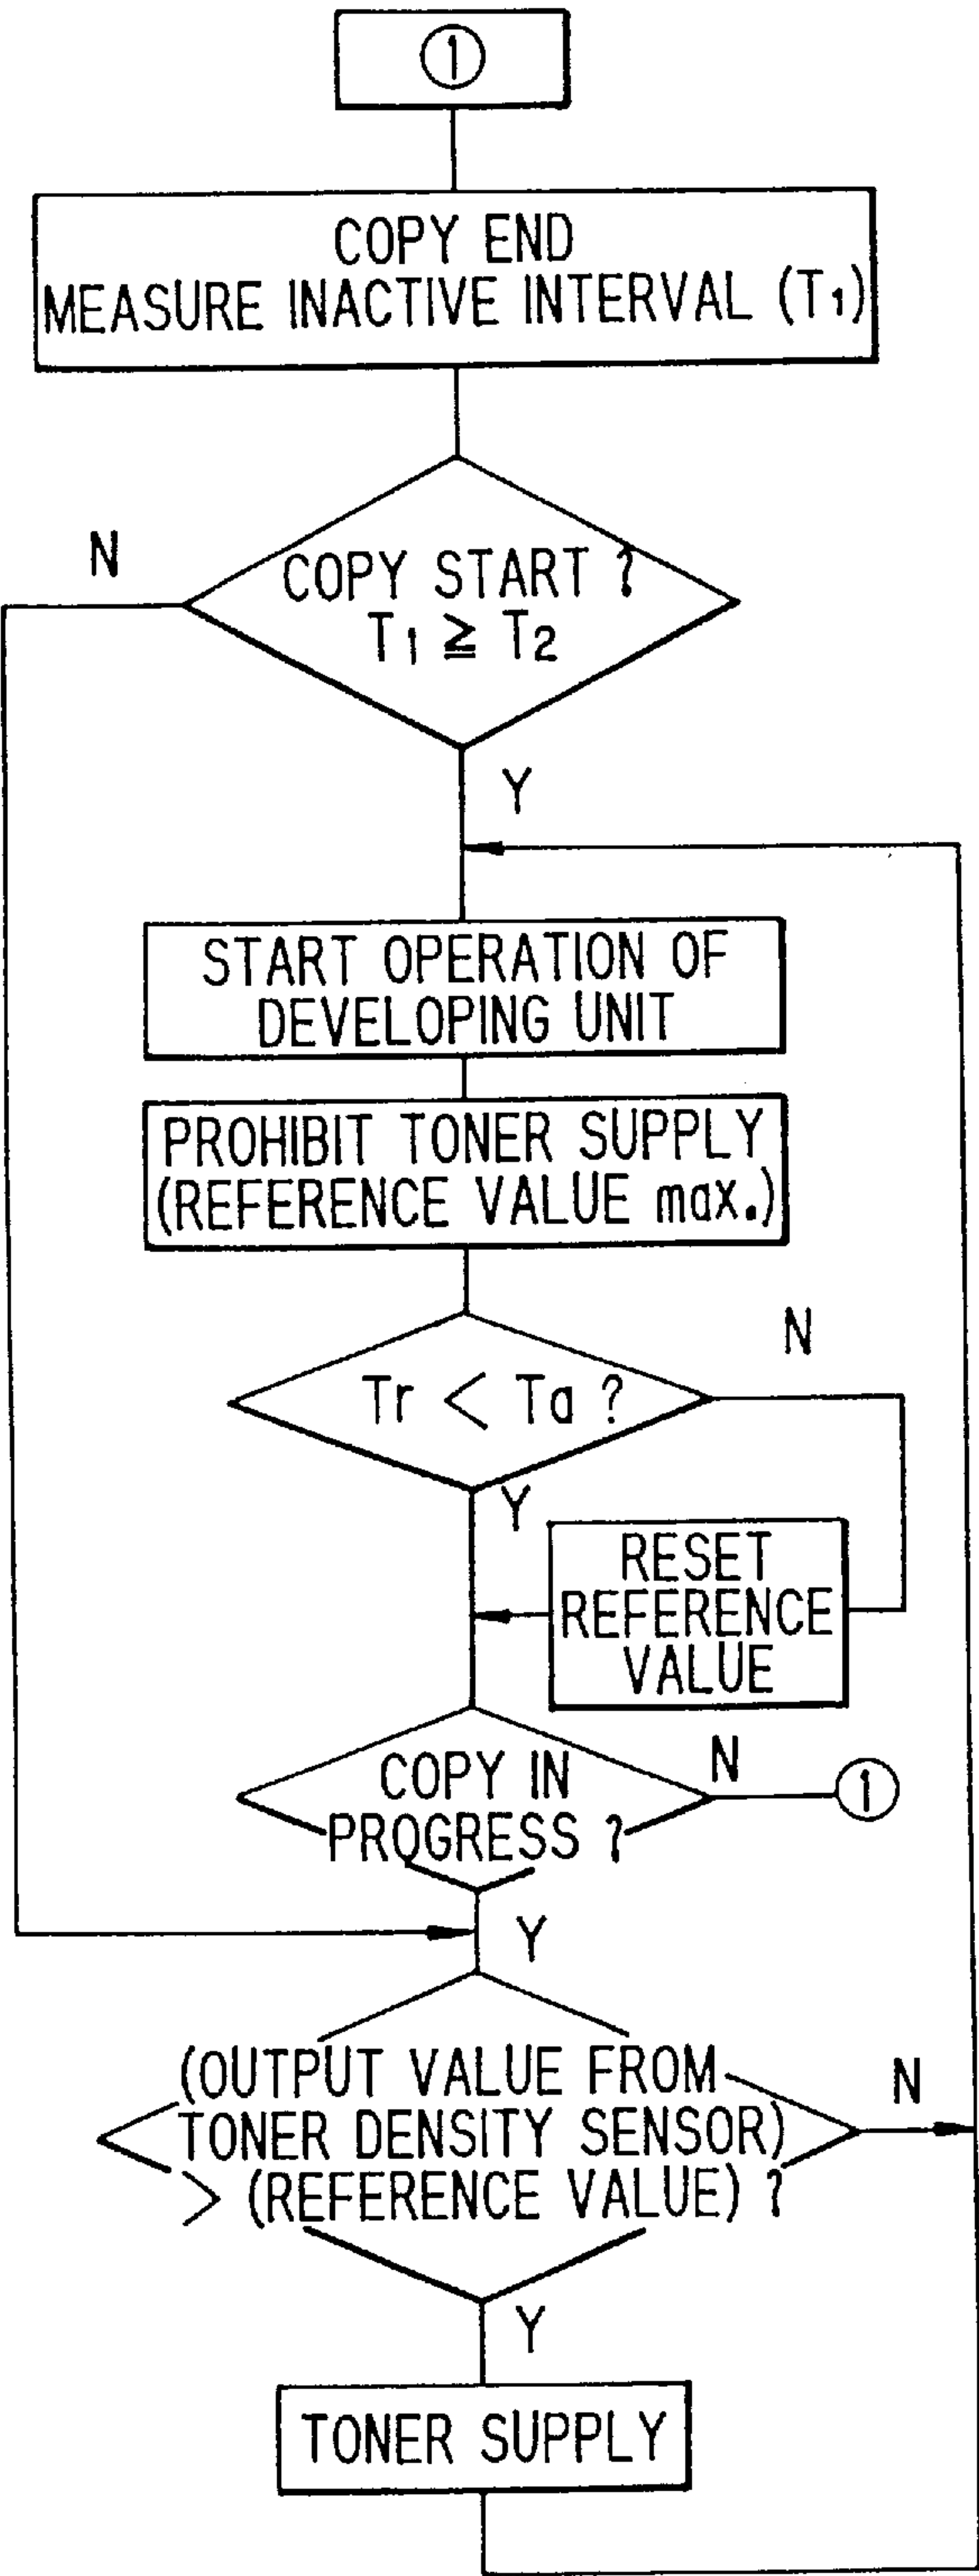 1
COPY END
MEASURE INACTIVE INTERVAL (T1)
N
COPY START ?
T1 ≧ T2
Y
START OPERATION OF
DEVELOPING UNIT
PROHIBIT TONER SUPPLY
(REFERENCE VALUE max.)
N
Tr < Ta ?
Y
RESET
REFERENCE
VALUE
COPY IN
PROGRESS ?
N
1
Y
(OUTPUT VALUE FROM
TONER DENSITY SENSOR)
> (REFERENCE VALUE) ?
N
Y
TONER SUPPLY